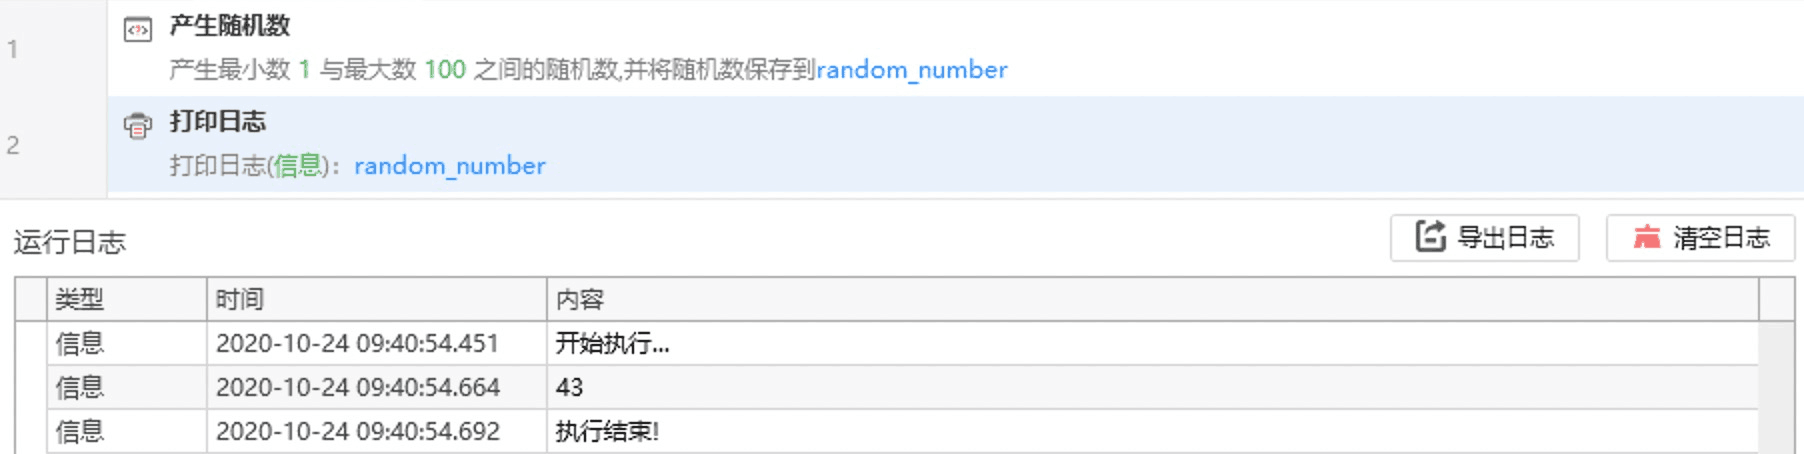 1
产生随机数
产生最小数 1 与最大数 100 之间的随机数,并将随机数保存到random_number
2
打印日志
打印日志(信息)：random_number
运行日志 导出日志 清空日志
类型 时间 内容
信息 2020-10-24 09:40:54.451 开始执行...
信息 2020-10-24 09:40:54.664 43
信息 2020-10-24 09:40:54.692 执行结束!